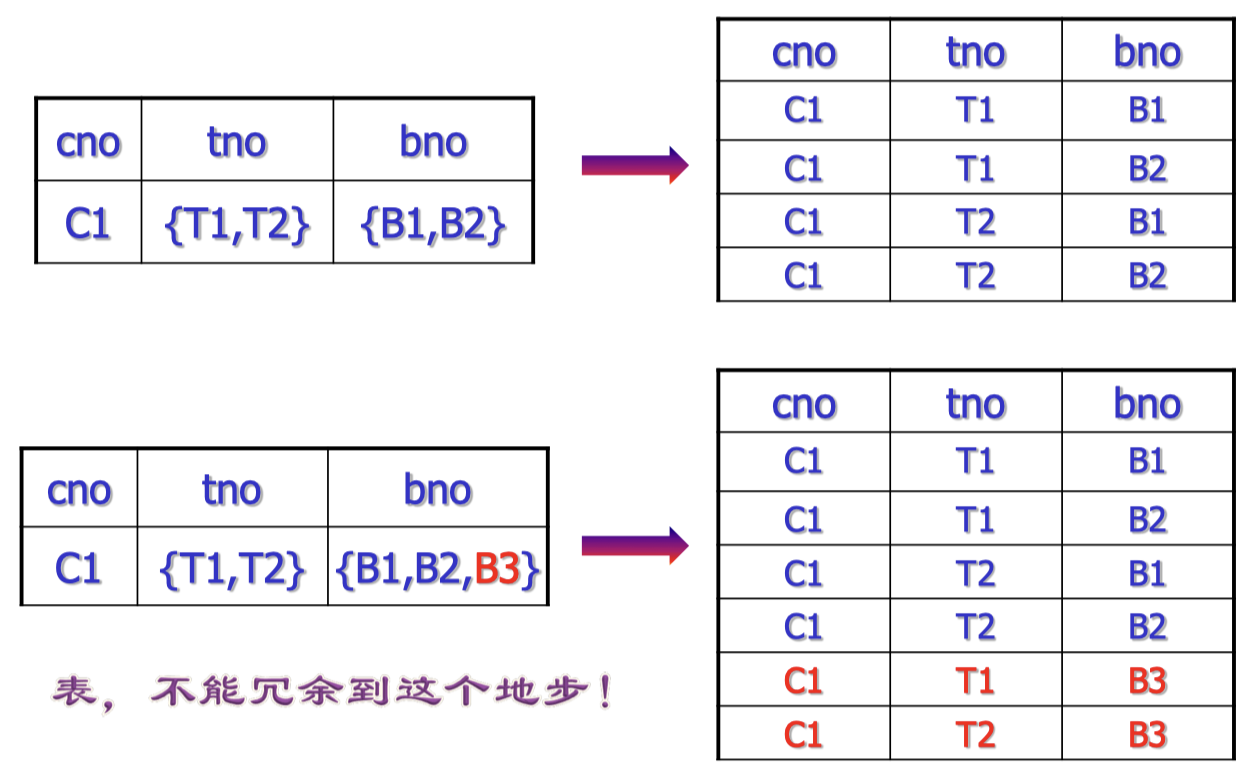 cno tno bno
C1 {T1,T2} {B1,B2}
cno tno bno
C1 T1 B1
C1 T1 B2
C1 T2 B1
C1 T2 B2
cno tno bno
C1 {T1,T2} {B1,B2,B3}
表，不能冗余到这个地步！
cno tno bno
C1 T1 B1
C1 T1 B2
C1 T2 B1
C1 T2 B2
C1 T1 B3
C1 T2 B3